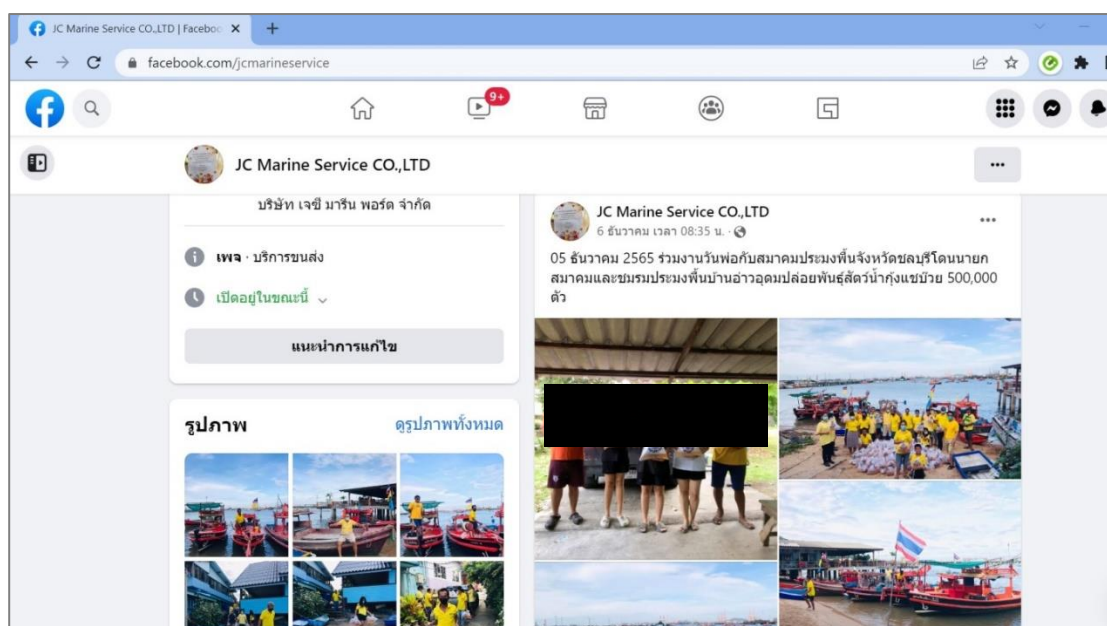 JC Marine Service CO.,LTD | Faceboo
facebook.com/jcmarineservice
9+
JC Marine Service CO.,LTD
บริษัท เจซี มารีน พอร์ต จำกัด
เพจ · บริการขนส่ง
เปิดอยู่ในขณะนี้
แนะนำการแก้ไข
รูปภาพ
ดูรูปภาพทั้งหมด
JC Marine Service CO.,LTD
6 ธันวาคม เวลา 08:35 น. ·
05 ธันวาคม 2565 ร่วมงานวันพ่อกับสมาคมประมงพื้นจังหวัดชลบุรีโดนนายก
สมาคมและชมรมประมงพื้นบ้านอ่าวอุดมปล่อยพันธุ์สัตว์น้ำกุ้งแชบ๊วย 500,000
ตัว